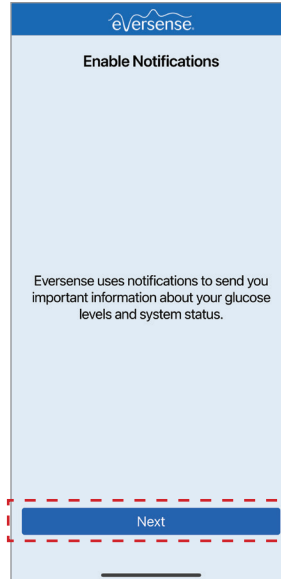 eversense.
Enable Notifications
Eversense uses notifications to send you
important information about your glucose
levels and system status.
Next